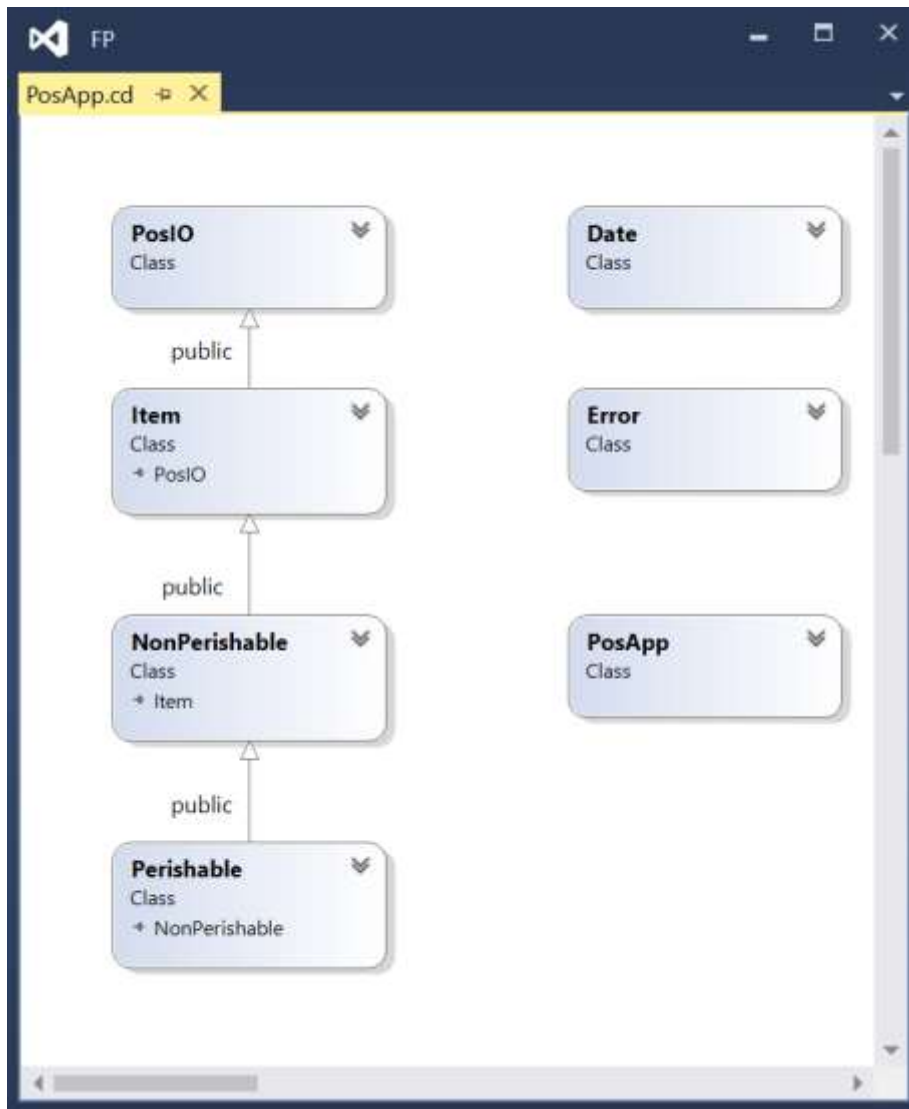 FP
PosApp.cd
PosIO
Class
public
Item
Class
PosIO
public
NonPerishable
Class
Item
public
Perishable
Class
NonPerishable
Date
Class
Error
Class
PosApp
Class